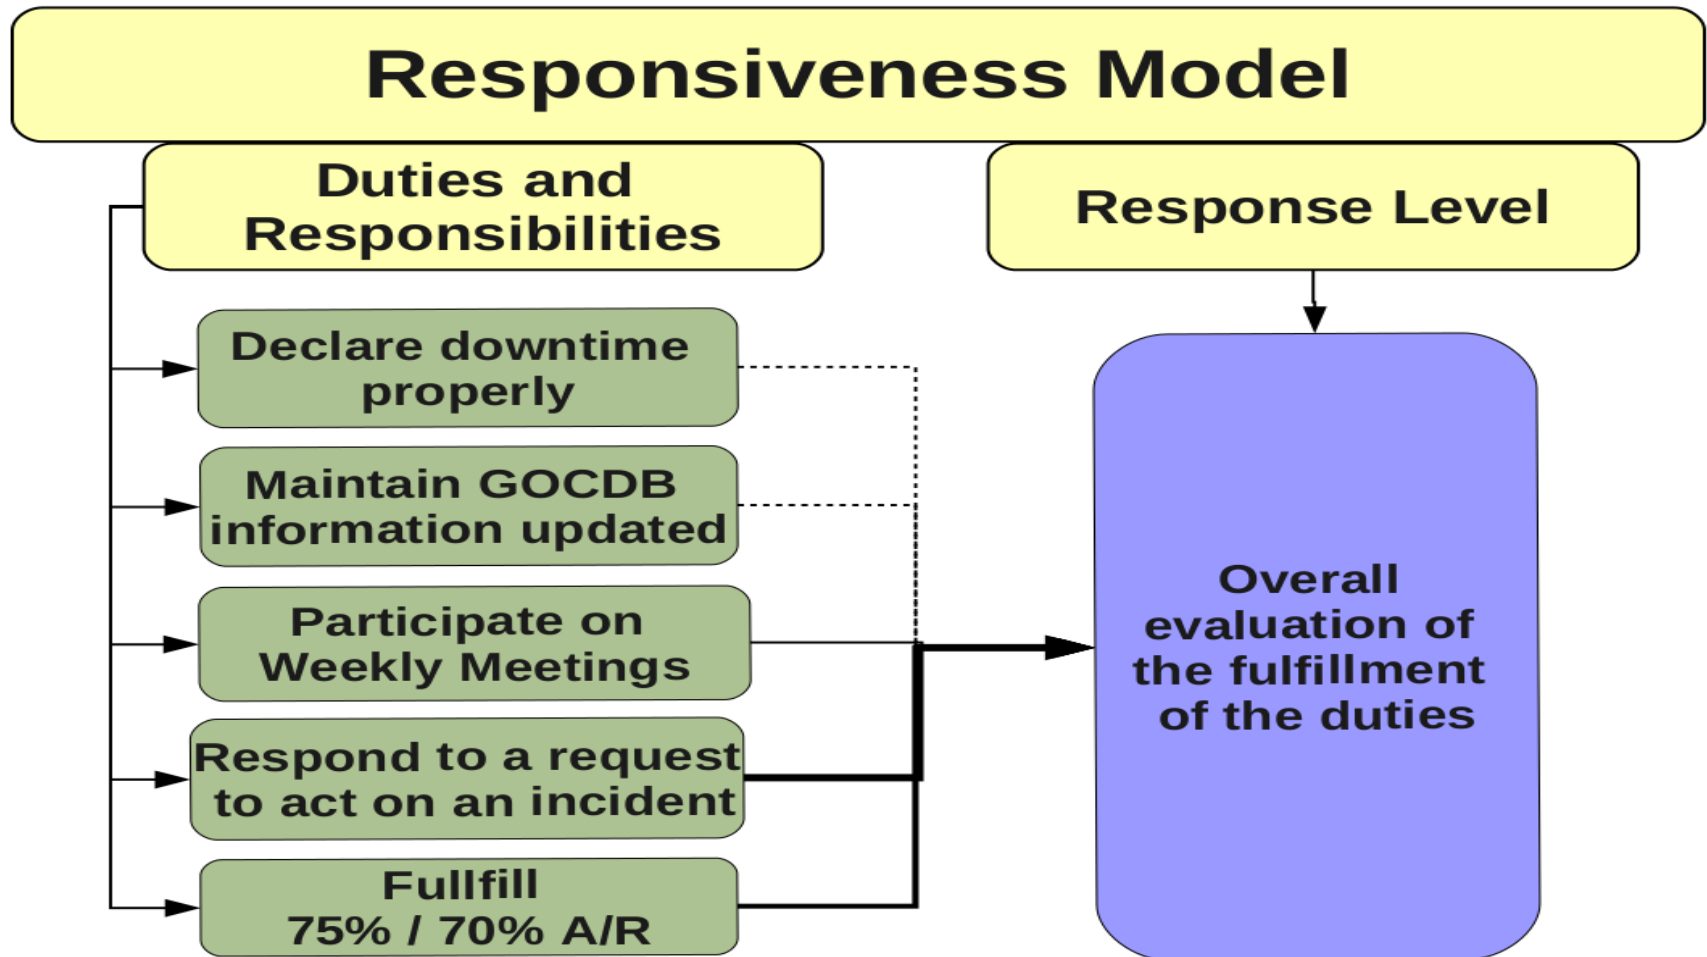 Responsiveness Model
Duties and
Responsibilities
Response Level
Declare downtime
properly
Maintain GOCDB
information updated
Participate on
Weekly Meetings
Respond to a request
to act on an incident
Fullfill
75% / 70% A/R
Overall
evaluation of
the fulfillment
of the duties